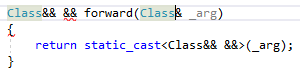 Class&& && forward(Class& _arg)
{
    return static_cast<Class&& &&>(_arg);
}